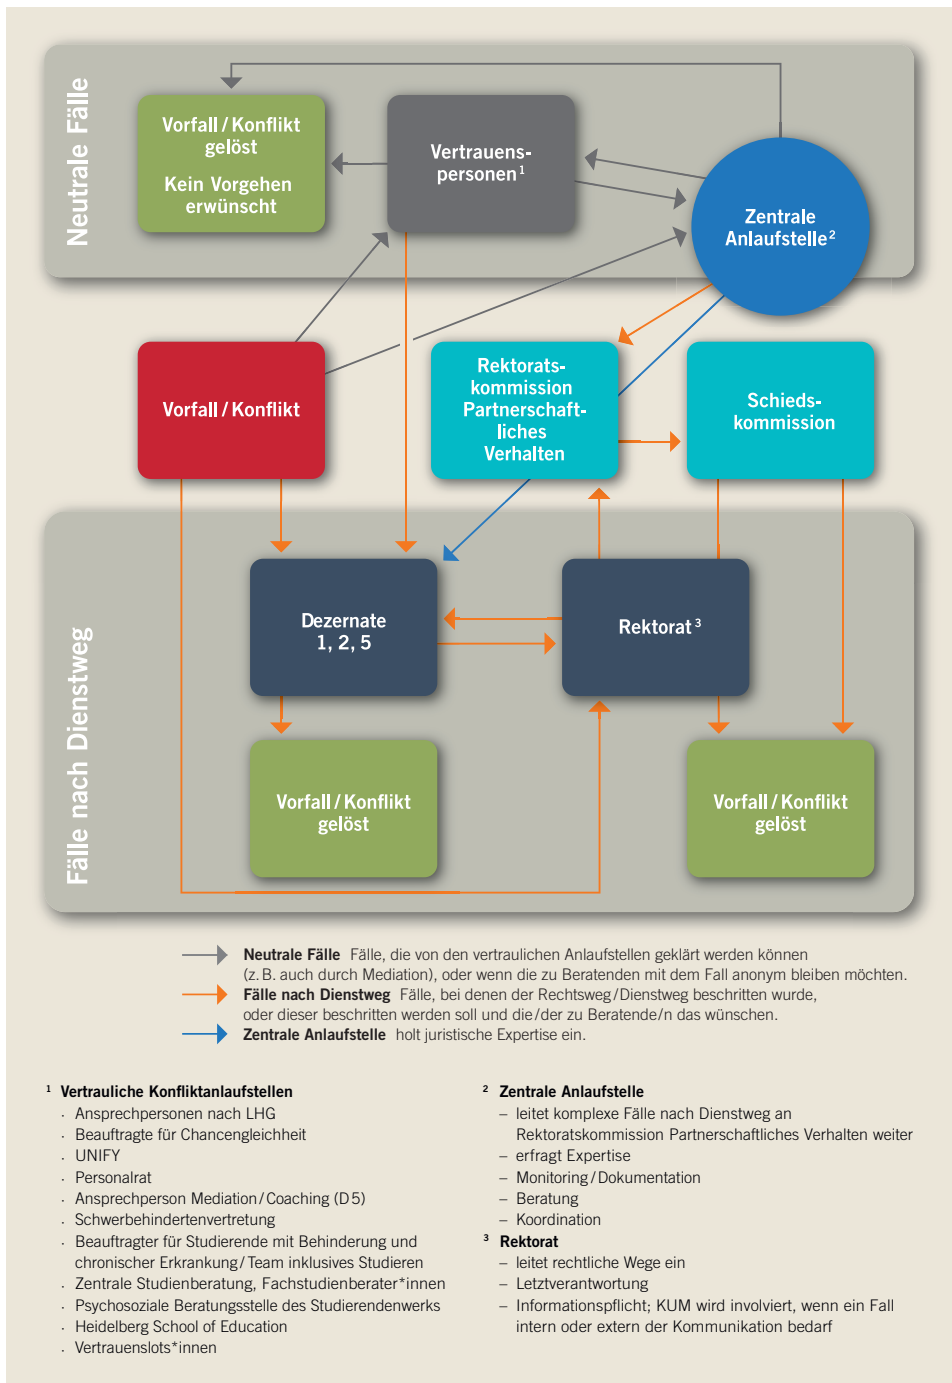 Neutrale Fälle
Vorfall / Konflikt
gelöst
Kein Vorgehen
erwünscht
Vertrauens-
personen 1
Zentrale
Anlaufstelle 2
Vorfall / Konflikt
Rektorats-
kommission
Partnerschaft-
liches
Verhalten
Schieds-
kommission
Fälle nach Dienstweg
Dezernate
1, 2, 5
Rektorat 3
Vorfall / Konflikt
gelöst
Vorfall / Konflikt
gelöst
Neutrale Fälle Fälle, die von den vertraulichen Anlaufstellen geklärt werden können
(z. B. auch durch Mediation), oder wenn die zu Beratenden mit dem Fall anonym bleiben möchten.
Fälle nach Dienstweg Fälle, bei denen der Rechtsweg / Dienstweg beschritten wurde,
oder dieser beschritten werden soll und die / der zu Beratende/n das wünschen.
Zentrale Anlaufstelle holt juristische Expertise ein.
1 Vertrauliche Konfliktanlaufstellen
· Ansprechpersonen nach LHG
· Beauftragte für Chancengleichheit
· UNIFY
· Personalrat
· Ansprechperson Mediation / Coaching (D 5)
· Schwerbehindertenvertretung
· Beauftragter für Studierende mit Behinderung und
chronischer Erkrankung / Team inklusives Studieren
· Zentrale Studienberatung, Fachstudienberater*innen
· Psychosoziale Beratungsstelle des Studierendenwerks
· Heidelberg School of Education
· Vertrauenslots*innen
2 Zentrale Anlaufstelle
– leitet komplexe Fälle nach Dienstweg an
Rektoratskommission Partnerschaftliches Verhalten weiter
– erfragt Expertise
– Monitoring / Dokumentation
– Beratung
– Koordination
3 Rektorat
– leitet rechtliche Wege ein
– Letztverantwortung
– Informationspflicht; KUM wird involviert, wenn ein Fall
intern oder extern der Kommunikation bedarf